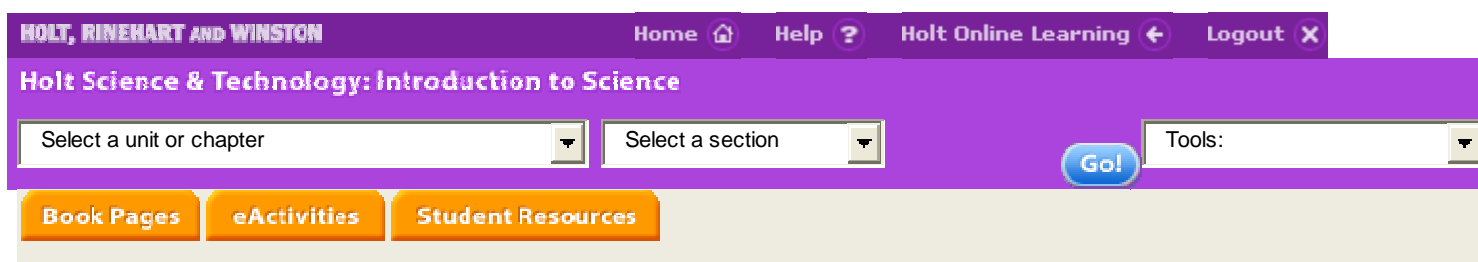 HOLT, RINEHART AND WINSTON Home Help ? Holt Online Learning Logout X
Holt Science & Technology: Introduction to Science
Select a unit or chapter Select a section Go! Tools:
Book Pages eActivities Student Resources